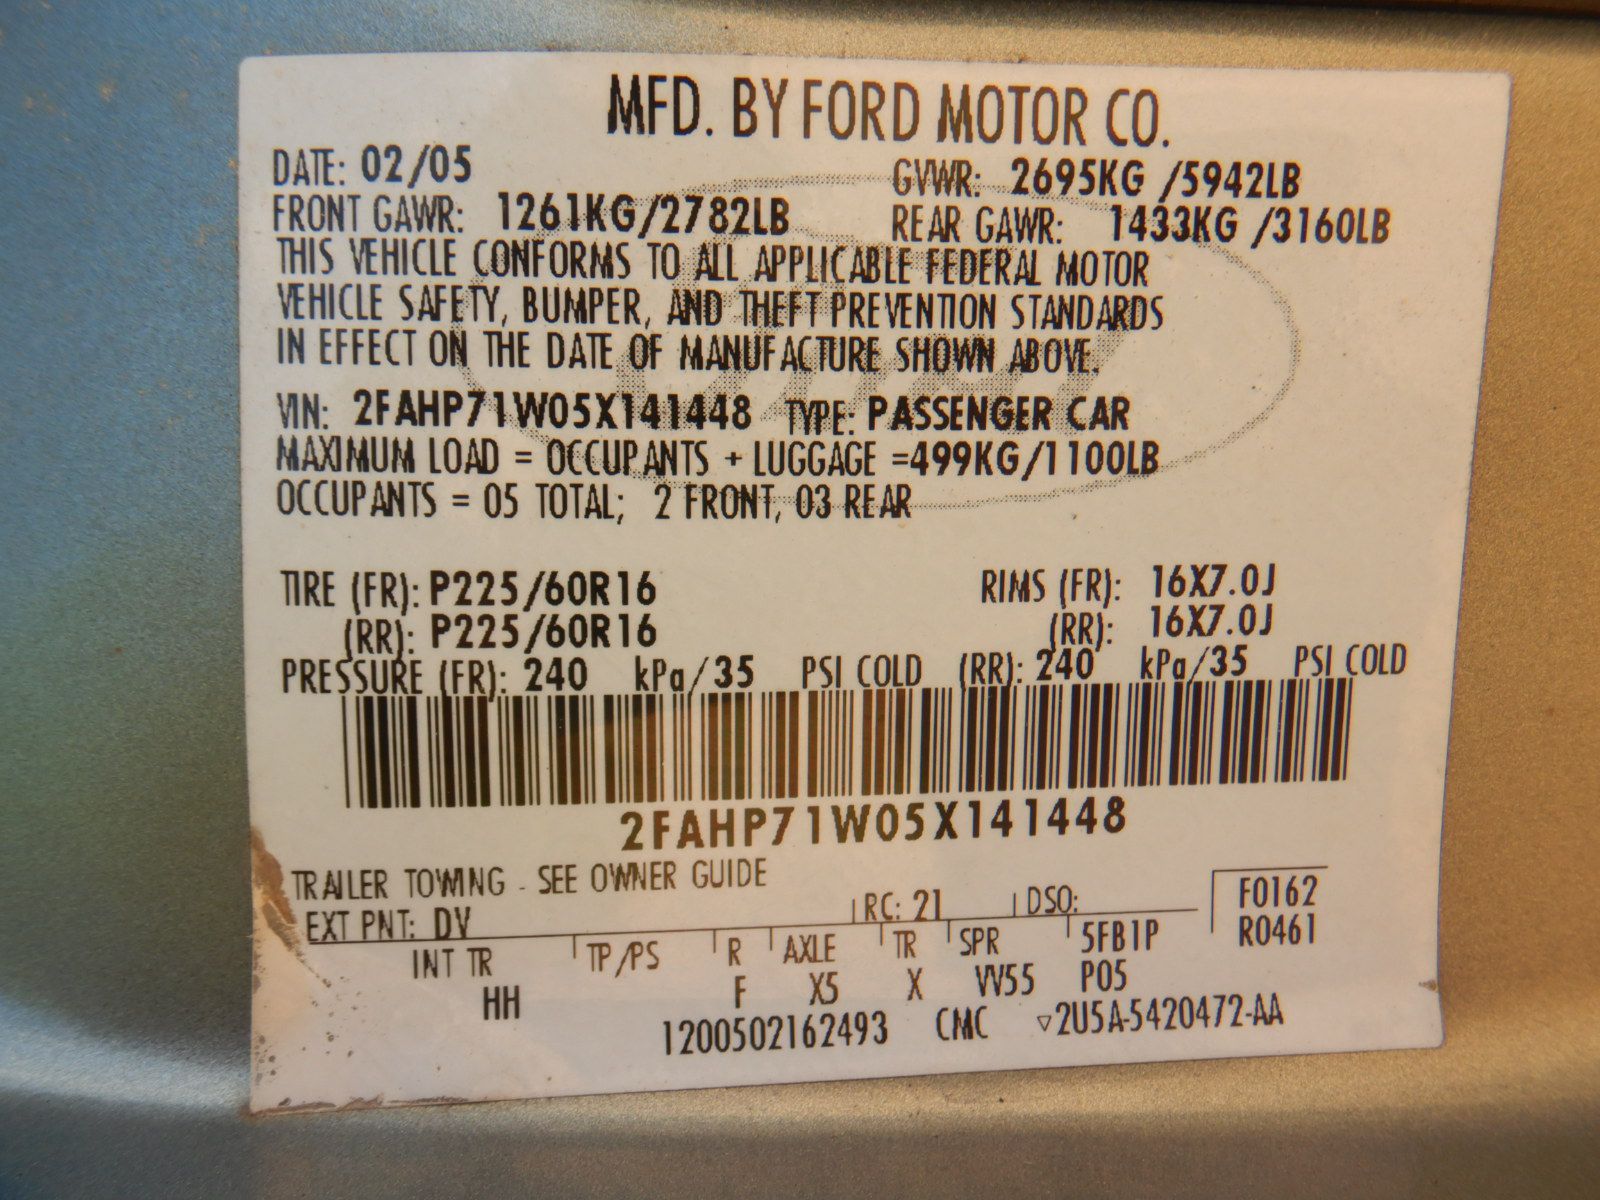 MFD. BY FORD MOTOR CO.
DATE: 02/05 GVWR: 2695KG /5942LB
FRONT GAWR: 1261KG/2782LB REAR GAWR: 1433KG /3160LB
THIS VEHICLE CONFORMS TO ALL APPLICABLE FEDERAL MOTOR
VEHICLE SAFETY, BUMPER, AND THEFT PREVENTION STANDARDS
IN EFFECT ON THE DATE OF MANUFACTURE SHOWN ABOVE.
VIN: 2FAHP71W05X141448 TYPE: PASSENGER CAR
MAXIMUM LOAD = OCCUPANTS + LUGGAGE =499KG/1100LB
OCCUPANTS = 05 TOTAL; 2 FRONT, 03 REAR
TIRE (FR): P225/60R16 RIMS (FR): 16X7.0J
(RR): P225/60R16 (RR): 16X7.0J
PRESSURE (FR): 240 kPa/35 PSI COLD (RR): 240 kPa/35 PSI COLD
2FAHP71W05X141448
TRAILER TOWING - SEE OWNER GUIDE
EXT PNT: DV RC: 21 DSO: F0162
INT TR TP/PS R AXLE TR SPR 5FB1P R0461
HH F X5 X VV55 P05
1200502162493 CMC ▿2U5A-5420472-AA